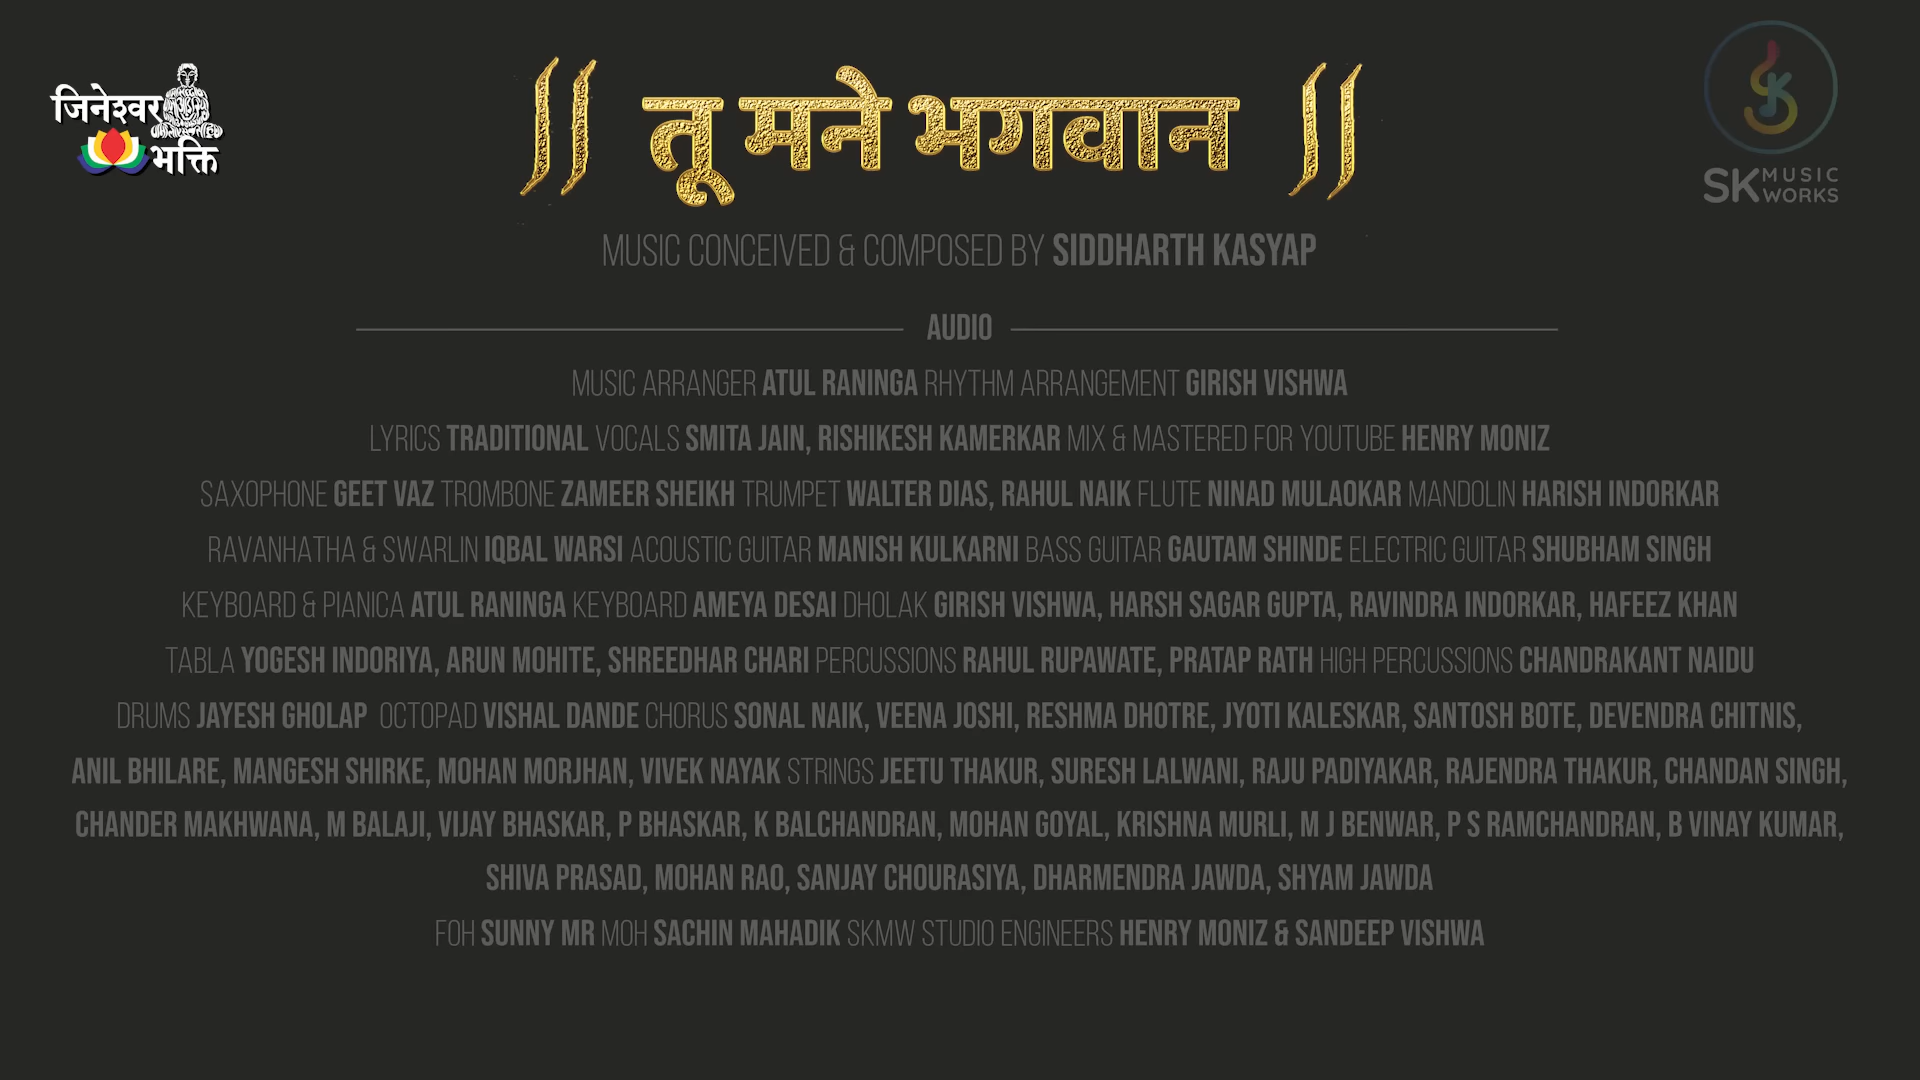 जिनेश्वर
भक्ति
|| तू मने भगवान ||
SK MUSIC
WORKS
MUSIC CONCEIVED & COMPOSED BY SIDDHARTH KASYAP
AUDIO
MUSIC ARRANGER ATUL RANINGA RHYTHM ARRANGEMENT GIRISH VISHWA
LYRICS TRADITIONAL VOCALS SMITA JAIN, RISHIKESH KAMERKAR MIX & MASTERED FOR YOUTUBE HENRY MONIZ
SAXOPHONE GEET VAZ TROMBONE ZAMEER SHEIKH TRUMPET WALTER DIAS, RAHUL NAIK FLUTE NINAD MULAOKAR MANDOLIN HARISH INDORKAR
RAVANHATHA & SWARLIN IQBAL WARSI ACOUSTIC GUITAR MANISH KULKARNI BASS GUITAR GAUTAM SHINDE ELECTRIC GUITAR SHUBHAM SINGH
KEYBOARD & PIANICA ATUL RANINGA KEYBOARD AMEYA DESAI DHOLAK GIRISH VISHWA, HARSH SAGAR GUPTA, RAVINDRA INDORKAR, HAFEEZ KHAN
TABLA YOGESH INDORIYA, ARUN MOHITE, SHREEDHAR CHARI PERCUSSIONS RAHUL RUPAWATE, PRATAP RATH HIGH PERCUSSIONS CHANDRAKANT NAIDU
DRUMS JAYESH GHOLAP OCTOPAD VISHAL DANDE CHORUS SONAL NAIK, VEENA JOSHI, RESHMA DHOTRE, JYOTI KALESKAR, SANTOSH BOTE, DEVENDRA CHITNIS,
ANIL BHILARE, MANGESH SHIRKE, MOHAN MORJHAN, VIVEK NAYAK STRINGS JEETU THAKUR, SURESH LALWANI, RAJU PADIYAKAR, RAJENDRA THAKUR, CHANDAN SINGH,
CHANDER MAKHWANA, M BALAJI, VIJAY BHASKAR, P BHASKAR, K BALCHANDRAN, MOHAN GOYAL, KRISHNA MURLI, M J BENWAR, P S RAMCHANDRAN, B VINAY KUMAR,
SHIVA PRASAD, MOHAN RAO, SANJAY CHOURASIYA, DHARMENDRA JAWDA, SHYAM JAWDA
FOH SUNNY MR MOH SACHIN MAHADIK SKMW STUDIO ENGINEERS HENRY MONIZ & SANDEEP VISHWA